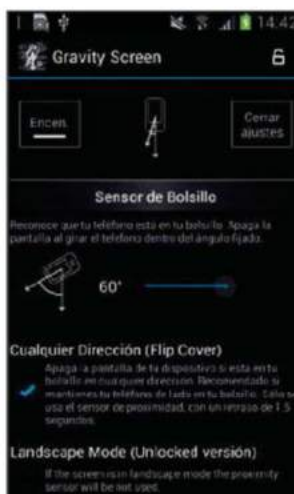 14.42
Gravity Screen
Encen.
Cerrar
ajustes
Sensor de Bolsillo
Reconoce que tu teléfono está en tu bolsillo. Apaga la
pantalla al girar el teléfono dentro del ángulo fijado.
60°
Cualquier Dirección (Flip Cover)
Apaga la pantalla de tu dispositivo si está en tu
bolsillo en cualquier dirección. Recomendado si
mantienes tu teléfono de lado en tu bolsillo. Sólo se
usa el sensor de proximidad, con un retraso de 1.5
segundos.
Landscape Mode (Unlocked versión)
If the screen is in landscape mode the proximity
sensor will be not used.